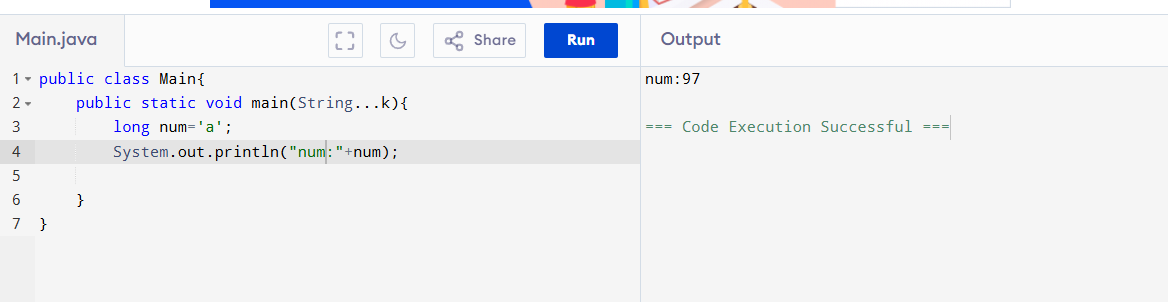 Main.java Share Run Output
1 public class Main{
2 public static void main(String...k){
3 long num='a';
4 System.out.println("num:"+num);
5
6 }
7 }
num:97
=== Code Execution Successful ===